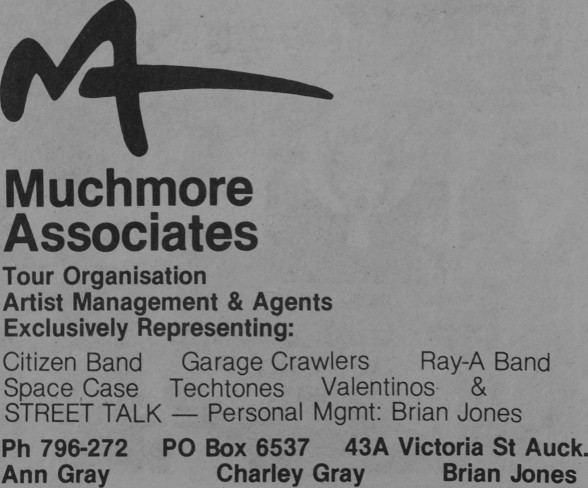 MA
Muchmore
Associates
Tour Organisation
Artist Management & Agents
Exclusively Representing:
Citizen Band Garage Crawlers Ray-A Band
Space Case Techtones Valentinos &
STREET TALK — Personal Mgmt: Brian Jones
Ph 796-272 PO Box 6537 43A Victoria St Auck.
Ann Gray Charley Gray Brian Jones